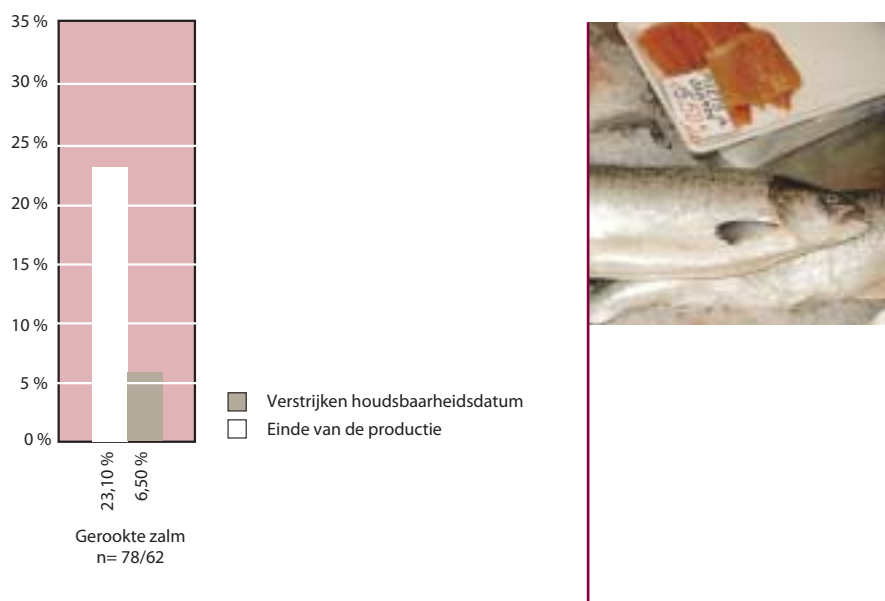 35 %
30 %
25 %
20 %
15 %
10 %
5 %
0 %
23,10 %
6,50 %
Gerookte zalm
n= 78/62
Verstrijken houdsbaarheidsdatum
Einde van de productie